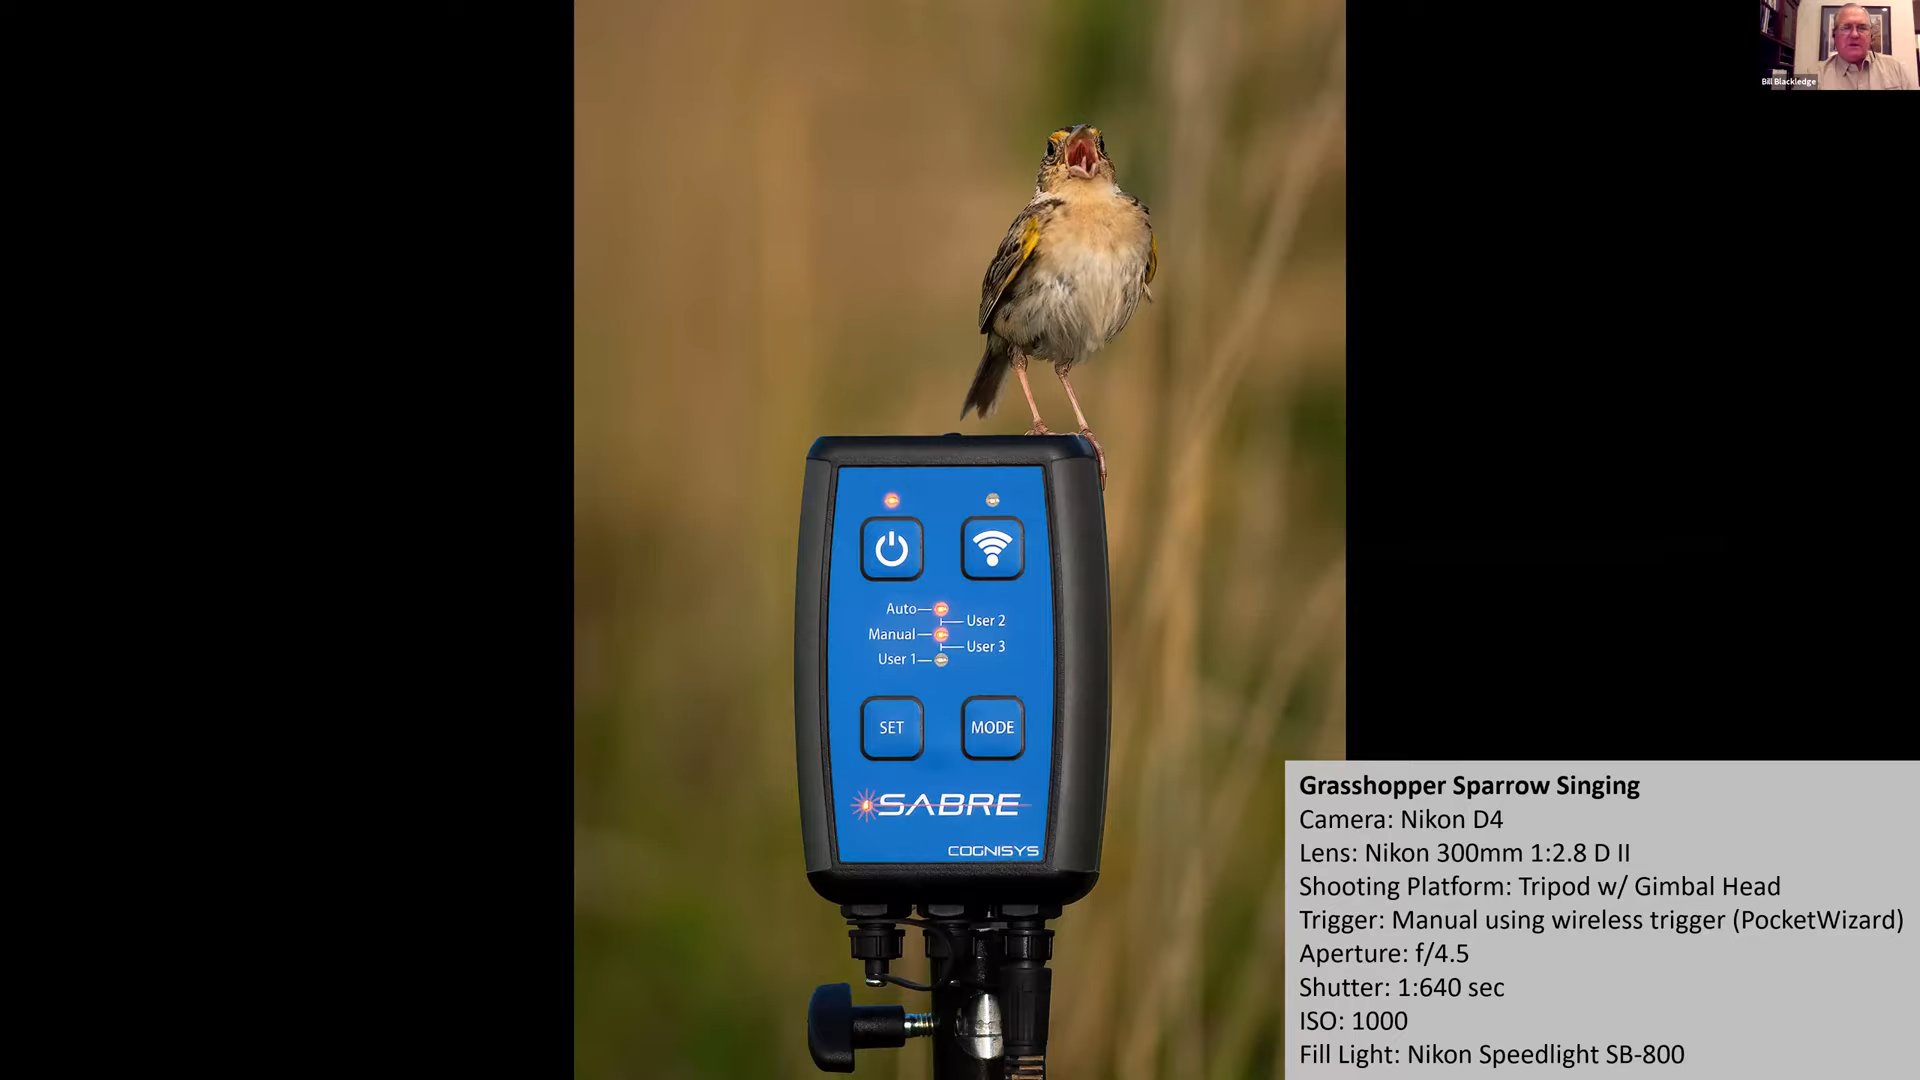 Bill Blackledge
Auto
User 2
Manual
User 3
User 1
SET
MODE
SABRE
COGNISYS
Grasshopper Sparrow Singing
Camera: Nikon D4
Lens: Nikon 300mm 1:2.8 D II
Shooting Platform: Tripod w/ Gimbal Head
Trigger: Manual using wireless trigger (PocketWizard)
Aperture: f/4.5
Shutter: 1:640 sec
ISO: 1000
Fill Light: Nikon Speedlight SB-800